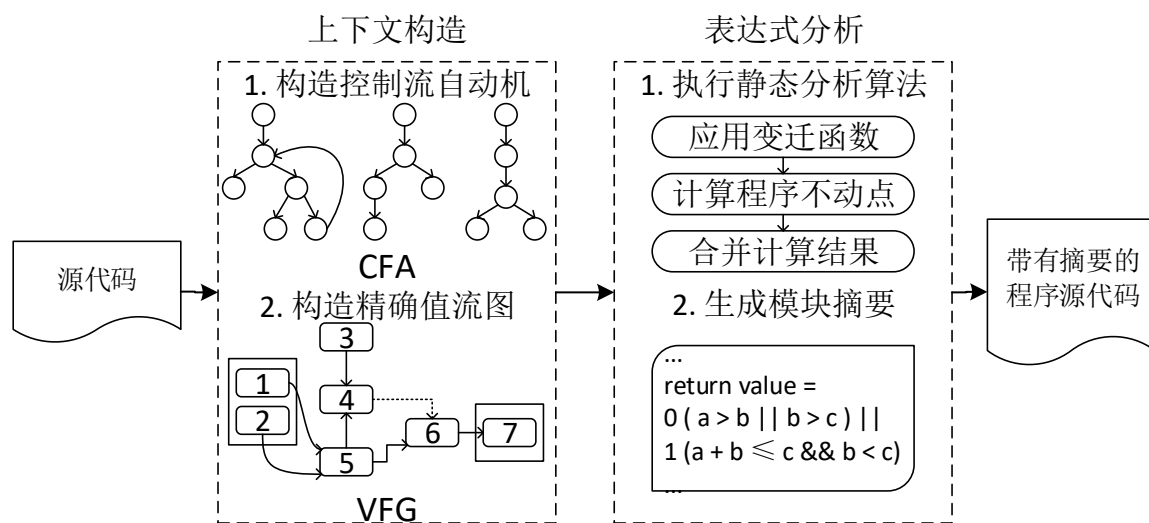 上下文构造
表达式分析
源代码
1. 构造控制流自动机
CFA
2. 构造精确值流图
3
1
2
4
5
6
7
VFG
1. 执行静态分析算法
应用变迁函数
计算程序不动点
合并计算结果
2. 生成模块摘要
...
return value =
0 ( a > b || b > c ) ||
1 (a + b ⩽ c && b < c)
...
带有摘要的
程序源代码